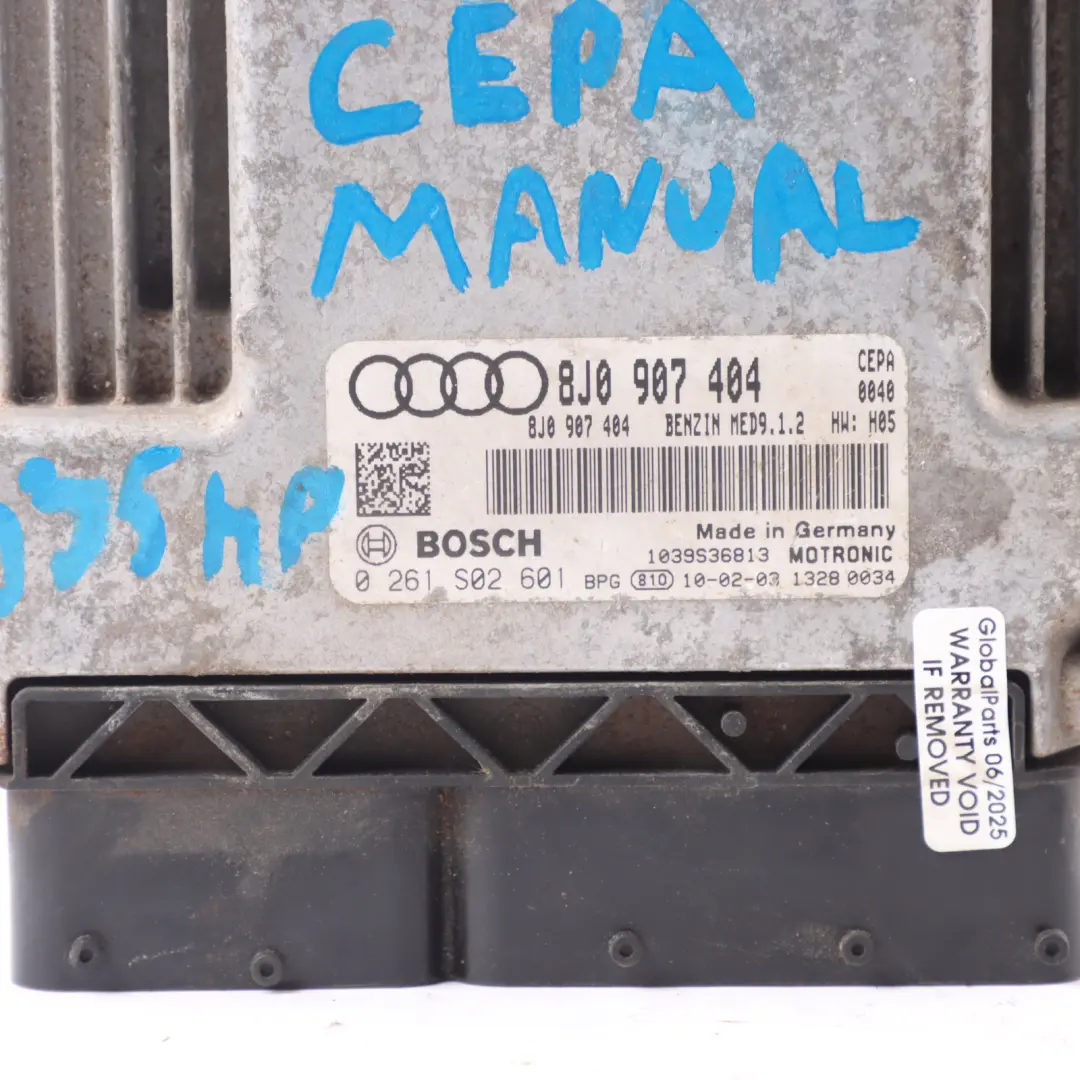 CEPA
MANUAL
8J0 907 404
CEPA
0040
8J0 907 404 BENZIN MED9.1.2 HW: H05
Made in Germany
BOSCH
1039S36813 MOTRONIC
0 261 S02 601 BPG 810 10-02-03 1328 0034
GlobalParts 06/2025
WARRANTY VOID
IF REMOVED